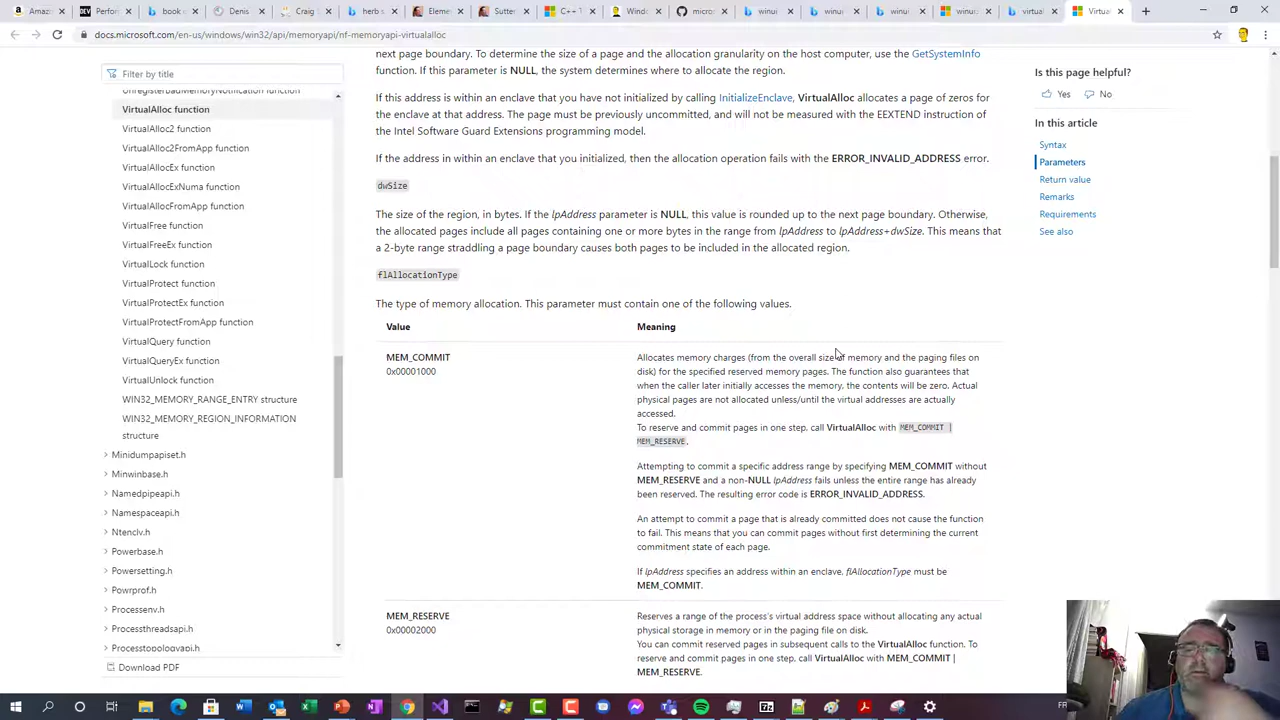 Amaz
Perfor
book
Denis
Craig
herb s
Eleme
Sutter
C++ T
Windo
micros
winui
winui
winui
winui
virtual
Virtual
docs.microsoft.com/en-us/windows/win32/api/memoryapi/nf-memoryapi-virtualalloc
Filter by title
UnregisterBadMemoryNotification function
VirtualAlloc function
VirtualAlloc2 function
VirtualAlloc2FromApp function
VirtualAllocEx function
VirtualAllocExNuma function
VirtualAllocFromApp function
VirtualFree function
VirtualFreeEx function
VirtualLock function
VirtualProtect function
VirtualProtectEx function
VirtualProtectFromApp function
VirtualQuery function
VirtualQueryEx function
VirtualUnlock function
WIN32_MEMORY_RANGE_ENTRY structure
WIN32_MEMORY_REGION_INFORMATION
structure
Minidumpapiset.h
Minwinbase.h
Namedpipeapi.h
Namespaceapi.h
Ntenclv.h
Powerbase.h
Powersetting.h
Powrprof.h
Processenv.h
Processthreadsapi.h
Processtopologyapi.h
Download PDF
next page boundary. To determine the size of a page and the allocation granularity on the host computer, use the GetSystemInfo
function. If this parameter is NULL, the system determines where to allocate the region.
If this address is within an enclave that you have not initialized by calling InitializeEnclave, VirtualAlloc allocates a page of zeros for
the enclave at that address. The page must be previously uncommitted, and will not be measured with the EEXTEND instruction of
the Intel Software Guard Extensions programming model.
If the address in within an enclave that you initialized, then the allocation operation fails with the ERROR_INVALID_ADDRESS error.
dwSize
The size of the region, in bytes. If the lpAddress parameter is NULL, this value is rounded up to the next page boundary. Otherwise,
the allocated pages include all pages containing one or more bytes in the range from lpAddress to lpAddress+dwSize. This means that
a 2-byte range straddling a page boundary causes both pages to be included in the allocated region.
flAllocationType
The type of memory allocation. This parameter must contain one of the following values.
Value Meaning
MEM_COMMIT
0x00001000
Allocates memory charges (from the overall size of memory and the paging files on
disk) for the specified reserved memory pages. The function also guarantees that
when the caller later initially accesses the memory, the contents will be zero. Actual
physical pages are not allocated unless/until the virtual addresses are actually
accessed.
To reserve and commit pages in one step, call VirtualAlloc with MEM_COMMIT |
MEM_RESERVE.
Attempting to commit a specific address range by specifying MEM_COMMIT without
MEM_RESERVE and a non-NULL lpAddress fails unless the entire range has already
been reserved. The resulting error code is ERROR_INVALID_ADDRESS.
An attempt to commit a page that is already committed does not cause the function
to fail. This means that you can commit pages without first determining the current
commitment state of each page.
If lpAddress specifies an address within an enclave, flAllocationType must be
MEM_COMMIT.
MEM_RESERVE
0x00002000
Reserves a range of the process's virtual address space without allocating any actual
physical storage in memory or in the paging file on disk.
You can commit reserved pages in subsequent calls to the VirtualAlloc function. To
reserve and commit pages in one step, call VirtualAlloc with MEM_COMMIT |
MEM_RESERVE.
Is this page helpful?
Yes No
In this article
Syntax
Parameters
Return value
Remarks
Requirements
See also
FR